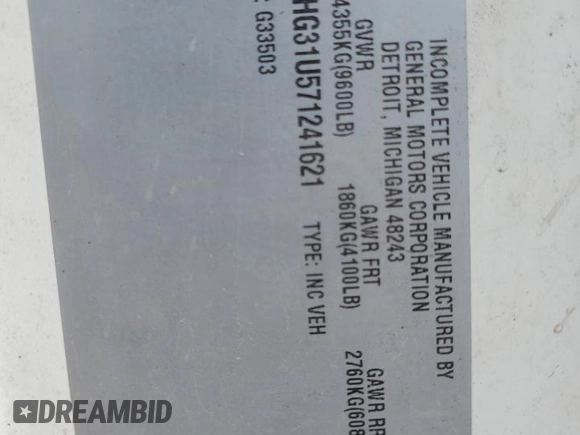 INCOMPLETE VEHICLE MANUFACTURED BY
GENERAL MOTORS CORPORATION
DETROIT, MICHIGAN 48243
GVWR GAWR FRT GAWR RR
4355KG(9600LB) 1860KG(4100LB) 2760KG(608
HG31U571241621 TYPE: INC VEH
: G33503
DREAMBID